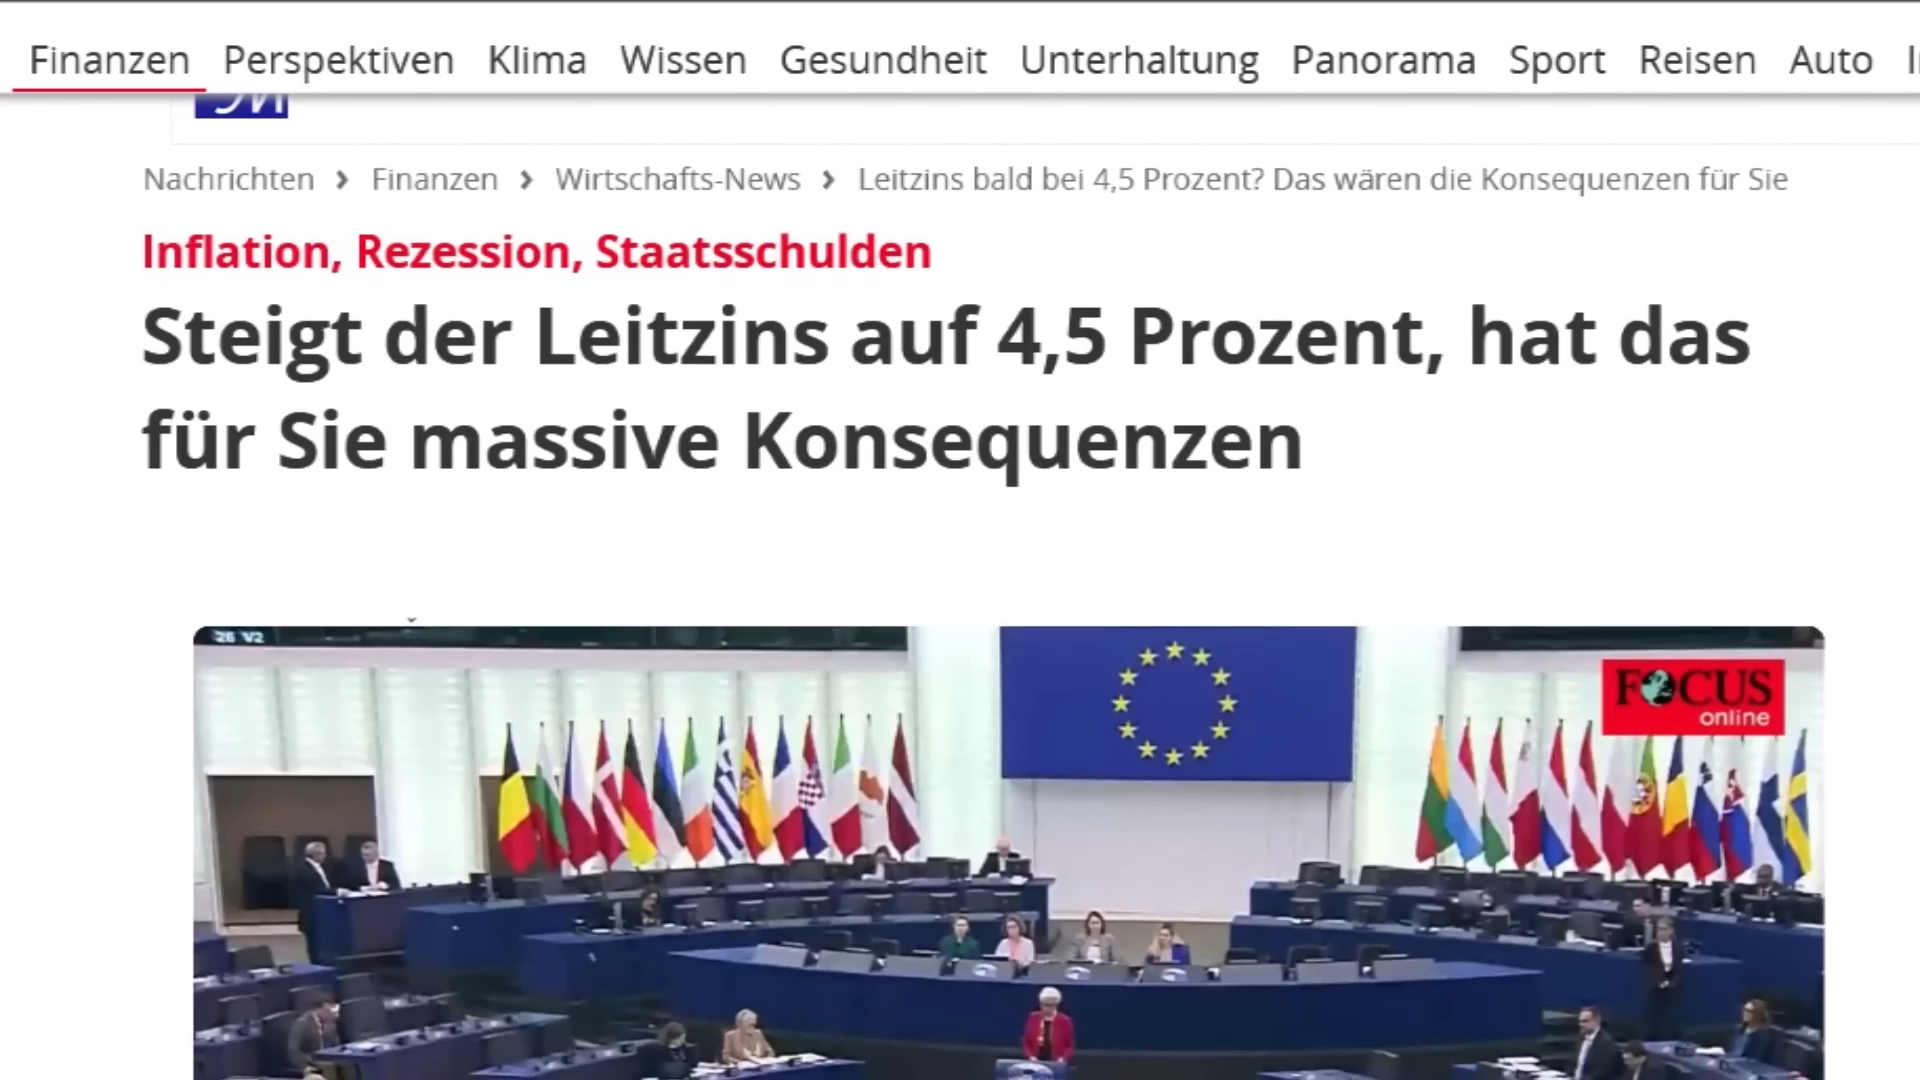 Finanzen Perspektiven Klima Wissen Gesundheit Unterhaltung Panorama Sport Reisen Auto
Nachrichten › Finanzen › Wirtschafts-News › Leitzins bald bei 4,5 Prozent? Das wären die Konsequenzen für Sie
Inflation, Rezession, Staatsschulden
Steigt der Leitzins auf 4,5 Prozent, hat das
für Sie massive Konsequenzen
26 V2
FOCUS
online